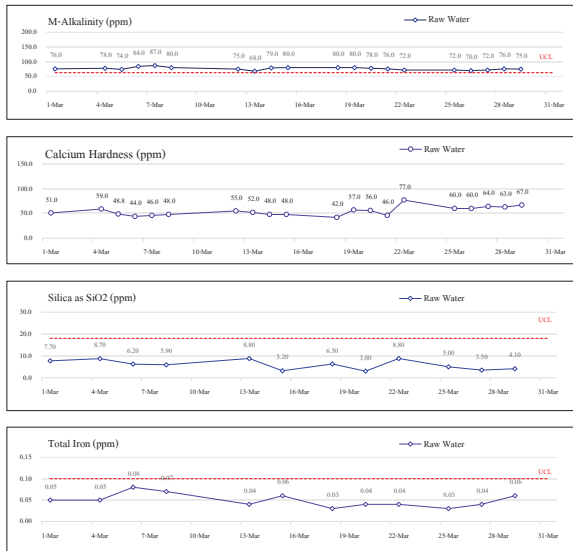 M-Alkalinity (ppm)
Raw Water
200.0
150.0
100.0
50.0
0.0
76.0 78.0 74.0 84.0 87.0 80.0 75.0 68.0 79.0 80.0 80.0 80.0 78.0 76.0 72.0 72.0 70.0 72.0 76.0 75.0
UCL
1-Mar 4-Mar 7-Mar 10-Mar 13-Mar 16-Mar 19-Mar 22-Mar 25-Mar 28-Mar 31-Mar
Calcium Hardness (ppm)
Raw Water
150.0
100.0
50.0
0.0
51.0 59.0 48.8 44.0 46.0 48.0 55.0 52.0 48.0 48.0 42.0 57.0 56.0 46.0 77.0 60.0 60.0 64.0 63.0 67.0
1-Mar 4-Mar 7-Mar 10-Mar 13-Mar 16-Mar 19-Mar 22-Mar 25-Mar 28-Mar 31-Mar
Silica as SiO2 (ppm)
Raw Water
30.0
20.0
10.0
0.0
UCL
7.70 8.70 6.20 5.90 8.80 3.20 6.30 3.00 8.80 5.00 3.50 4.10
1-Mar 4-Mar 7-Mar 10-Mar 13-Mar 16-Mar 19-Mar 22-Mar 25-Mar 28-Mar 31-Mar
Total Iron (ppm)
Raw Water
0.15
0.10
0.05
0.00
UCL
0.05 0.05 0.08 0.07 0.04 0.06 0.03 0.04 0.04 0.03 0.04 0.06
1-Mar 4-Mar 7-Mar 10-Mar 13-Mar 16-Mar 19-Mar 22-Mar 25-Mar 28-Mar 31-Mar